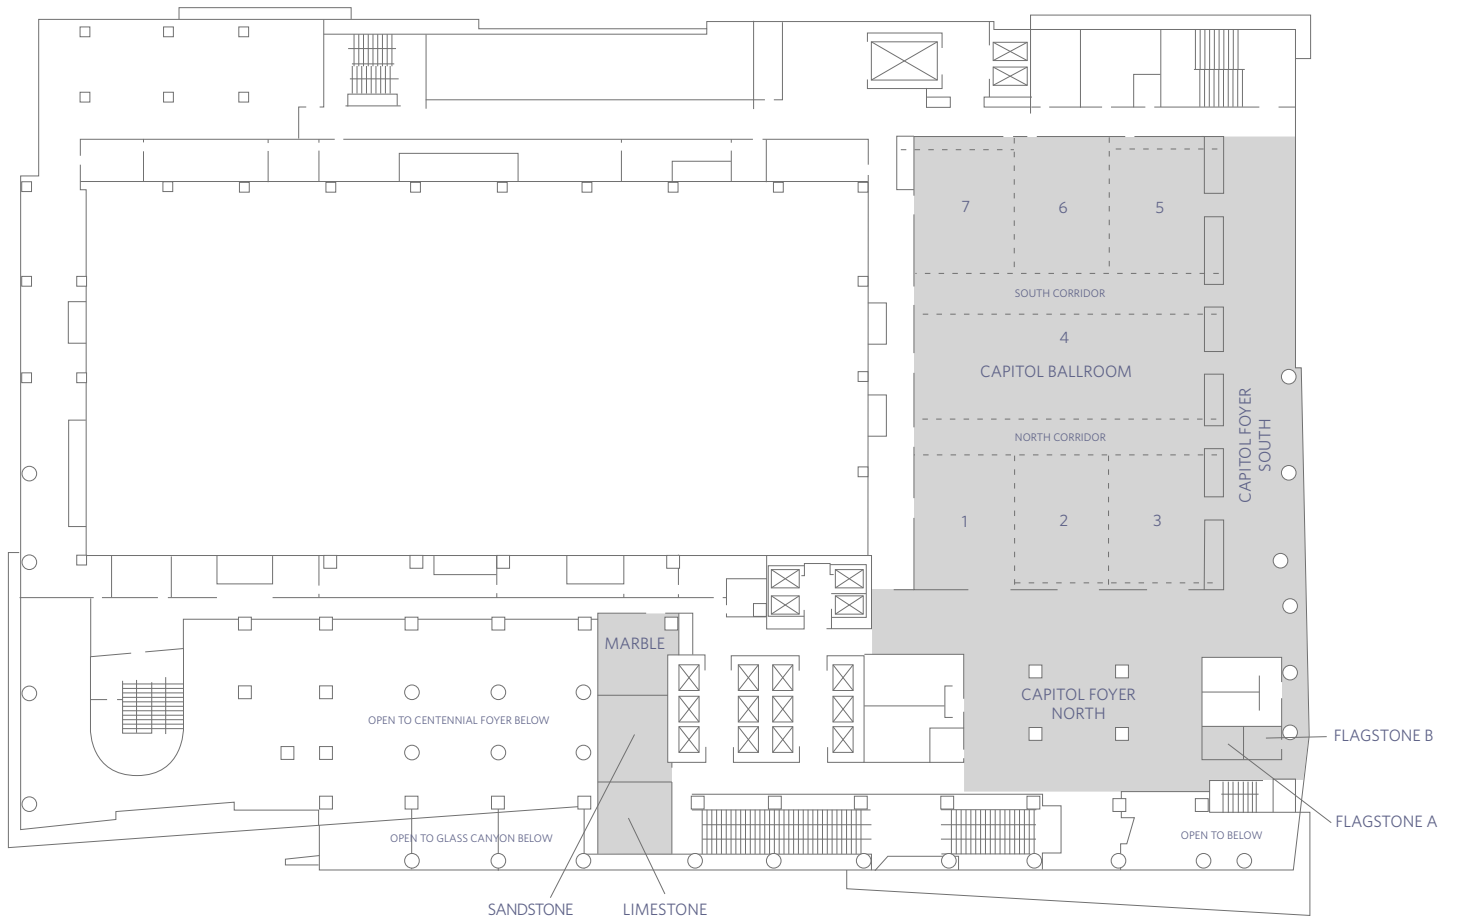 7
6
5
SOUTH CORRIDOR
4
CAPITOL BALLROOM
NORTH CORRIDOR
CAPITOL FOYER
SOUTH
1
2
3
MARBLE
CAPITOL FOYER
NORTH
OPEN TO CENTENNIAL FOYER BELOW
FLAGSTONE B
FLAGSTONE A
OPEN TO GLASS CANYON BELOW
OPEN TO BELOW
SANDSTONE
LIMESTONE